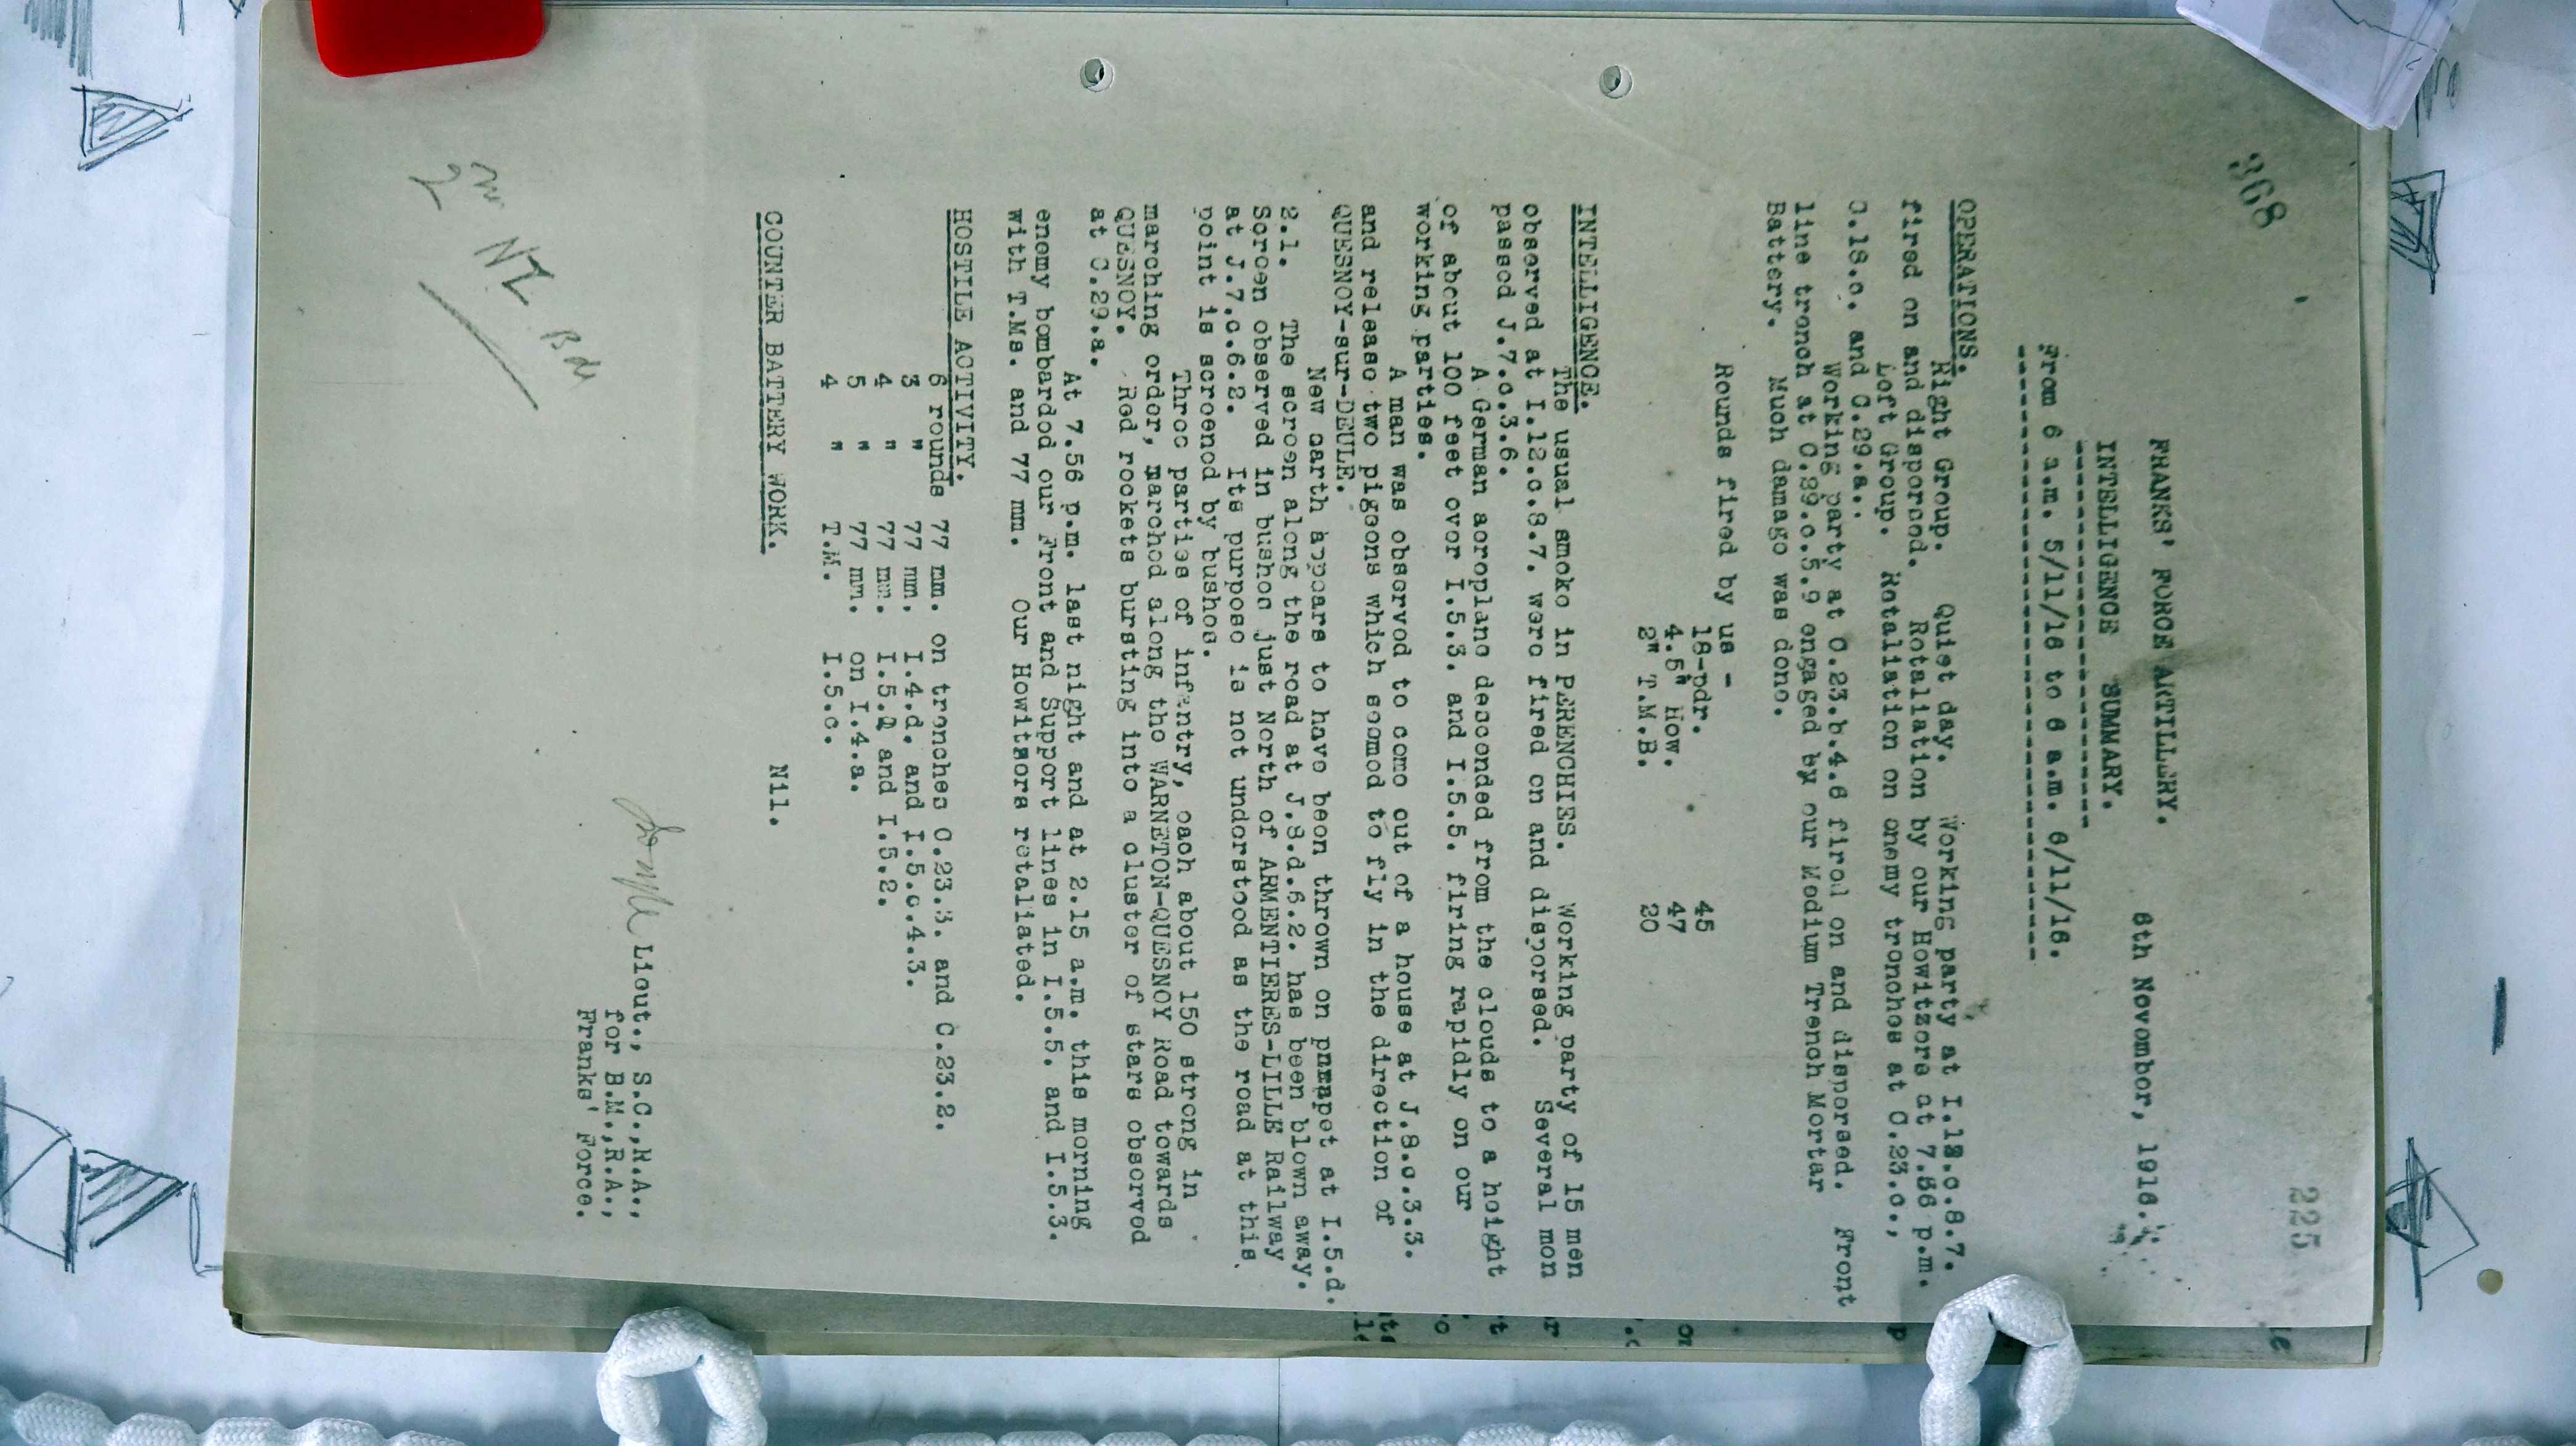 368
225
FRANKS' FORCE ARTILLERY.
INTELLIGENCE SUMMARY.
6th November, 1916.
From 6 a.m. 5/11/16 to 6 a.m. 6/11/16.
OPERATIONS.
Right Group. Quiet day. Working party at I.12.c.8.7.
fired on and dispersed. Retaliation by our Howitzers at 7.56 p.m.
Left Group. Retaliation on enemy trenches at C.23.c.,
C.18.c. and C.29.a..
Working party at C.23.b.4.6 fired on and dispersed. Front
line trench at C.29.c.5.9 engaged by our Medium Trench Mortar
Battery. Much damage was done.
Rounds fired by us -
18-pdr. 45
4.5" How. 47
2" T.M.B. 20
INTELLIGENCE.
The usual smoke in PERENCHIES. Working party of 15 men
observed at I.12.c.8.7. were fired on and dispersed. Several men
passed J.7.c.3.6.
A German aeroplane descended from the clouds to a height
of about 100 feet over I.5.3. and I.5.5. firing rapidly on our
working parties.
A man was observed to come out of a house at J.8.c.3.3.
and release two pigeons which seemed to fly in the direction of
QUESNOY-sur-DEULE.
New earth appears to have been thrown on parapet at I.5.d.
2.1. The screen along the road at J.8.d.6.2. has been blown away.
Screen observed in bushes just North of ARMENTIERES-LILLE Railway
at J.7.c.6.2. Its purpose is not understood as the road at this
point is screened by bushes.
Three parties of infantry, each about 150 strong in
marching order, marched along the WARNETON-QUESNOY Road towards
QUESNOY. Red rockets bursting into a cluster of stars observed
at C.29.a.
At 7.56 p.m. last night and at 2.15 a.m. this morning
enemy bombarded our Front and Support lines in I.5.5. and I.5.3.
with T.Ms. and 77 mm. Our Howitzers retaliated.
HOSTILE ACTIVITY.
6 rounds 77 mm. on trenches C.23.3. and C.23.2.
3 " 77 mm. I.4.d. and I.5.c.4.3.
4 " 77 mm. I.5. and I.5.2.
5 " 77 mm. on I.4.a.
4 " T.M. I.5.c.
COUNTER BATTERY WORK. Nil.
Lieut., S.C.,R.A.,
for B.M.,R.A.,
Franks' Force.
2nd NZ Bde